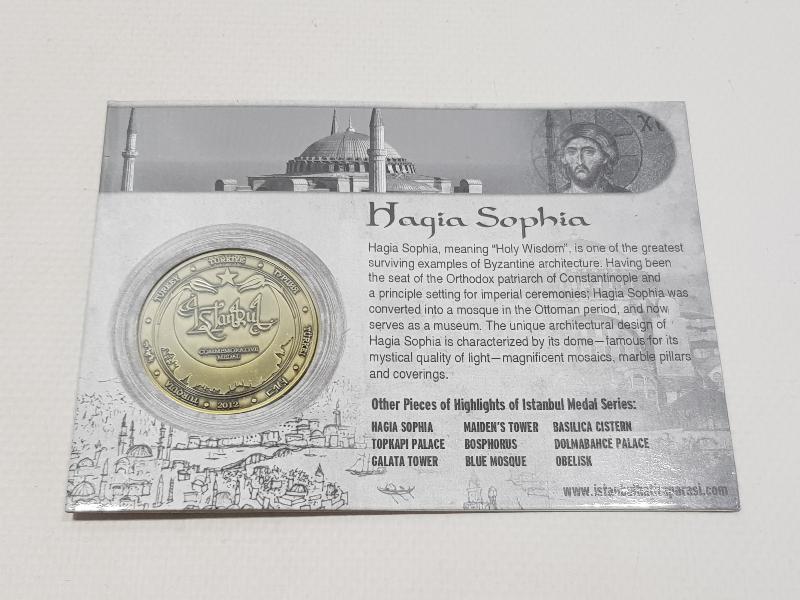 Hagia Sophia
Hagia Sophia, meaning "Holy Wisdom", is one of the greatest
surviving examples of Byzantine architecture. Having been
the seat of the Orthodox patriarch of Constantinople and
a principle setting for imperial ceremonies; Hagia Sophia was
converted into a mosque in the Ottoman period, and now
serves as a museum. The unique architectural design of
Hagia Sophia is characterized by its dome—famous for its
mystical quality of light—magnificent mosaics, marble pillars
and coverings.
Other Pieces of Highlights of Istanbul Medal Series:
HAGIA SOPHIA MAIDEN'S TOWER BASILICA CISTERN
TOPKAPI PALACE BOSPHORUS DOLMABAHCE PALACE
GALATA TOWER BLUE MOSQUE OBELISK
TURKEY • TÜRKİYE
İstanbul
COMMEMORATIVE
MEDAL
TURQUIA • 2012